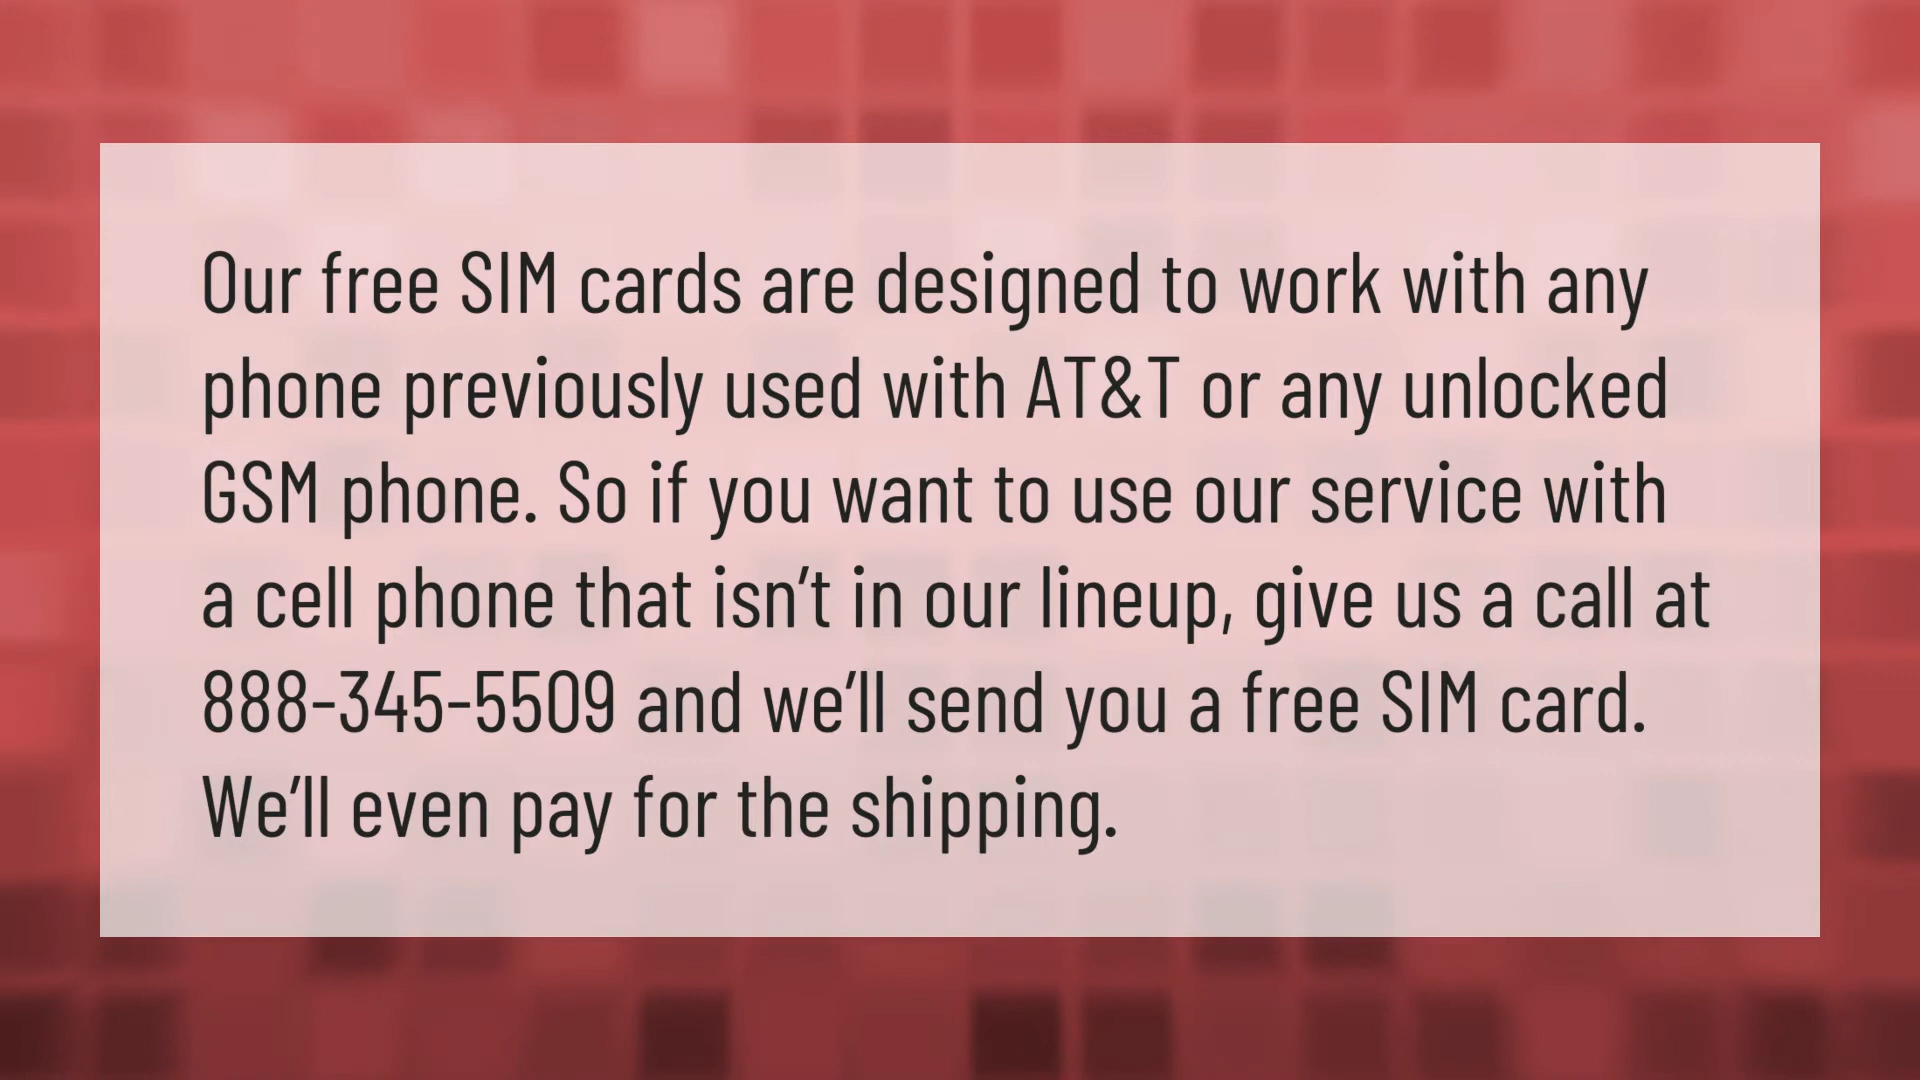 Our free SIM cards are designed to work with any
phone previously used with AT&T or any unlocked
GSM phone. So if you want to use our service with
a cell phone that isn’t in our lineup, give us a call at
888-345-5509 and we’ll send you a free SIM card.
We’ll even pay for the shipping.